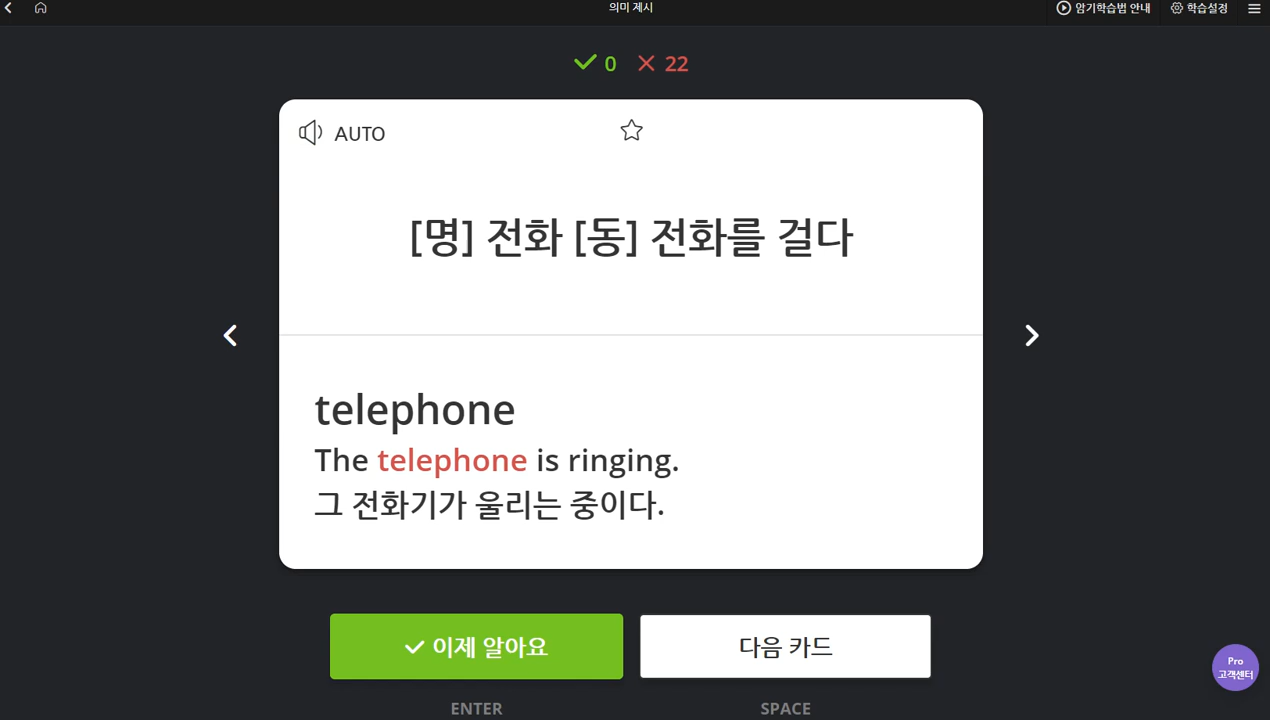 의미 제시
암기학습법 안내
학습설정
0
22
AUTO
[명] 전화 [동] 전화를 걸다
telephone
The telephone is ringing.
그 전화기가 울리는 중이다.
이제 알아요
다음 카드
ENTER
SPACE
Pro
고객센터